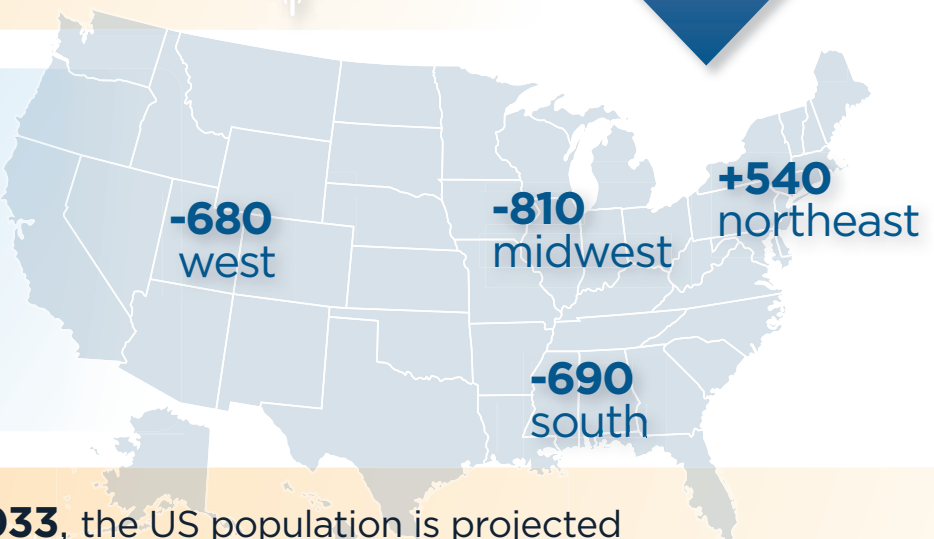 +540
northeast
-680
west
-810
midwest
-690
south
033, the US population is projected